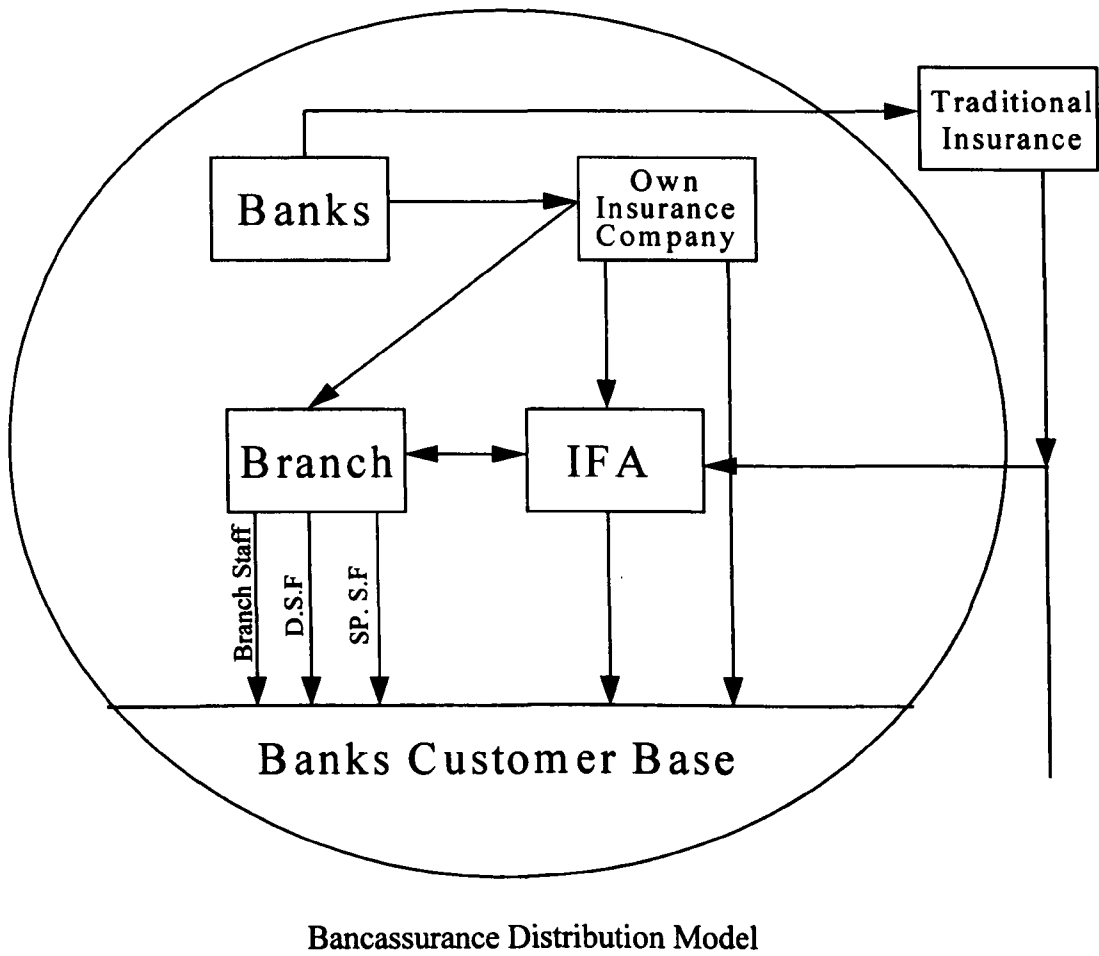 Traditional
Insurance
Banks
Own
Insurance
Company
Branch
IFA
Branch Staff
D.S.F
SP. S.F
Banks Customer Base
Bancassurance Distribution Model